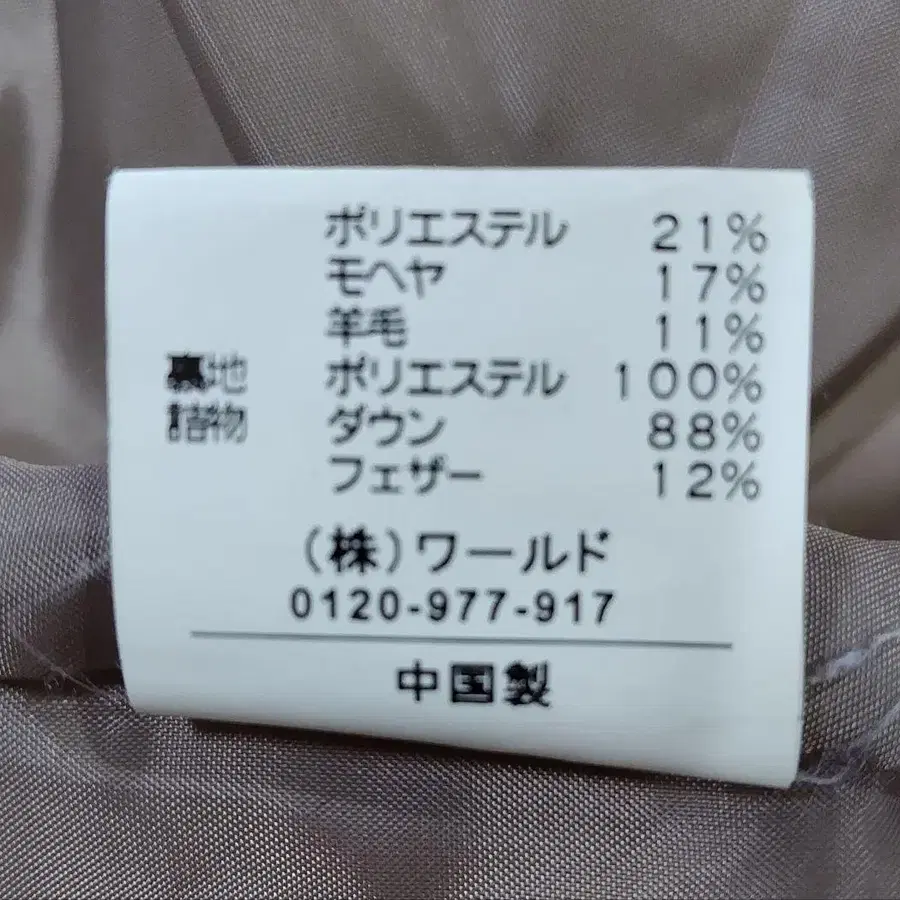 ポリエステル 21%
モヘヤ 17%
羊毛 11%
裏地 ポリエステル 100%
詰物 ダウン 88%
フェザー 12%
(株)ワールド
0120-977-917
中国製